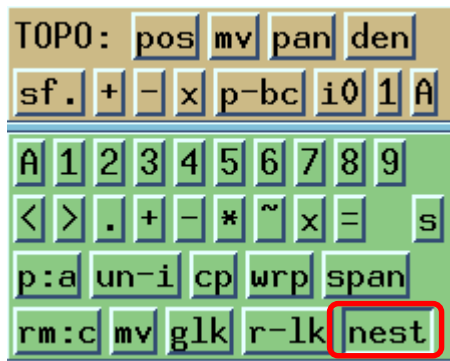 TOPO: pos mv pan den
sf. + - x p-bc i0 1 A
A 1 2 3 4 5 6 7 8 9
< > . + - * ~ x = s
p:a un-i cp wrp span
rm:c mv glk r-lk nest